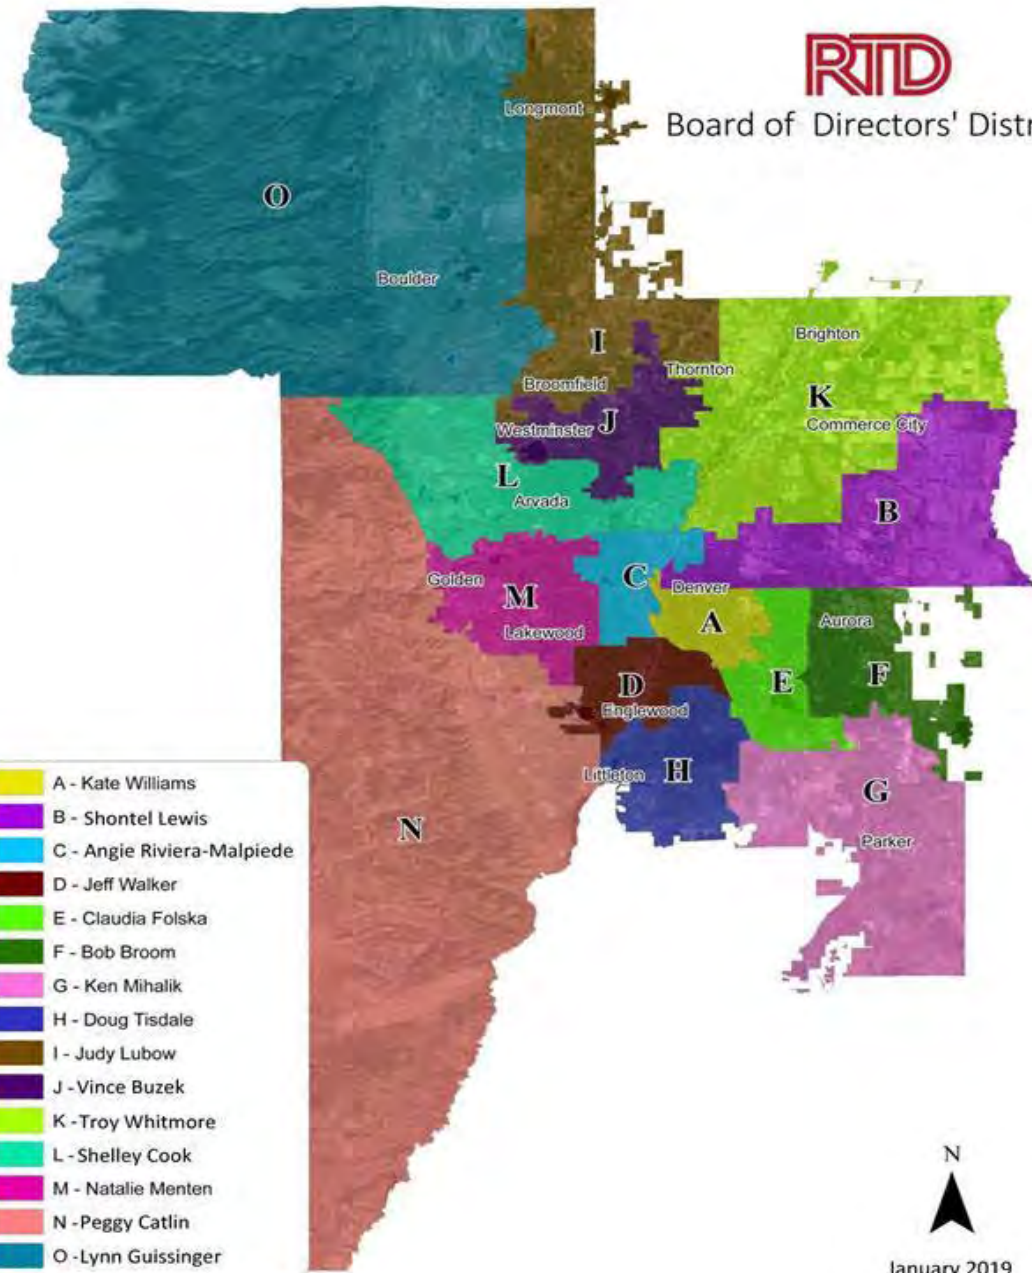 RTD
Board of Directors' Distr
Longmont
O
Boulder
I
Brighton
Thornton
Broomfield
K
J
Westminster
Commerce City
L
Arvada
B
C
Golden
Denver
M
A
Aurora
Lakewood
D
E
F
Englewood
Littleton
H
G
N
Parker
A - Kate Williams
B - Shontel Lewis
C - Angie Riviera-Malpiede
D - Jeff Walker
E - Claudia Folska
F - Bob Broom
G - Ken Mihalik
H - Doug Tisdale
I - Judy Lubow
J - Vince Buzek
K - Troy Whitmore
L - Shelley Cook
M - Natalie Menten
N - Peggy Catlin
O - Lynn Guissinger
N
January 2019